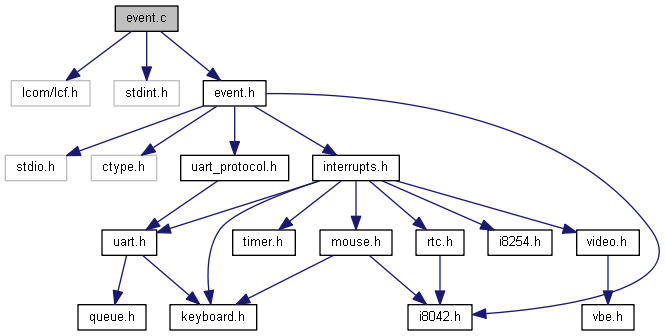 event.c
lcom/lcf.h
stdint.h
event.h
stdio.h
ctype.h
uart_protocol.h
interrupts.h
uart.h
timer.h
mouse.h
rtc.h
i8254.h
video.h
queue.h
keyboard.h
i8042.h
vbe.h